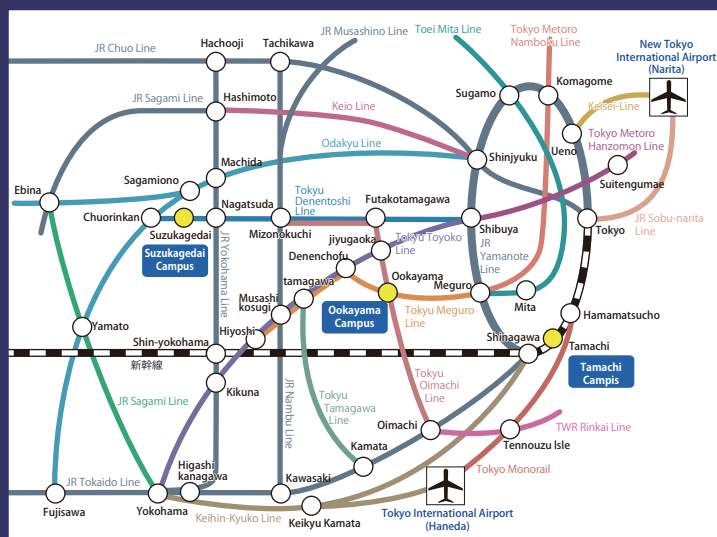 JR Chuo Line
Hachooji
Tachikawa
JR Musashino Line
Toei Mita Line
Tokyo Metoro
Namboku Line
New Tokyo
International Airport
(Narita)
JR Sagami Line
Hashimoto
Keio Line
Sugamo
Komagome
Keisei-Line
Ueno
Tokyo Metoro
Hanzomon Line
Odakyu Line
Machida
Shinjyuku
Suitengumae
Sagamiono
Ebina
Chuorinkan
Suzukagedai
Nagatsuda
Tokyu
Denentoshi
LIne
Mizonokuchi
Futakotamagawa
Shibuya
Tokyo
JR Sobu-narita
Line
Suzukagedai
Campus
JR Yokohama Line
jiyugaoka
Tokyu Toyoko
Line
JR
Yamanote
Line
Denenchofu
tamagawa
Ookayama
Meguro
Mita
Musashi
kosugi
Ookayama
Campus
Tokyu Meguro
Line
Hamamatsucho
Yamato
Hiyoshi
Shin-yokohama
新幹線
Shinagawa
Tamachi
Tamachi
Campis
Kikuna
JR Sagami Line
JR Nambu Line
Tokyu
Tamagawa
Line
Tokyu
Oimachi
Line
Oimachi
TWR Rinkai Line
Tennouzu Isle
Kamata
Higashi
kanagawa
Kawasaki
Tokyo Monorail
JR Tokaido Line
Fujisawa
Yokohama
Keihin-Kyuko Line
Keikyu Kamata
Tokyo International Airport
(Haneda)